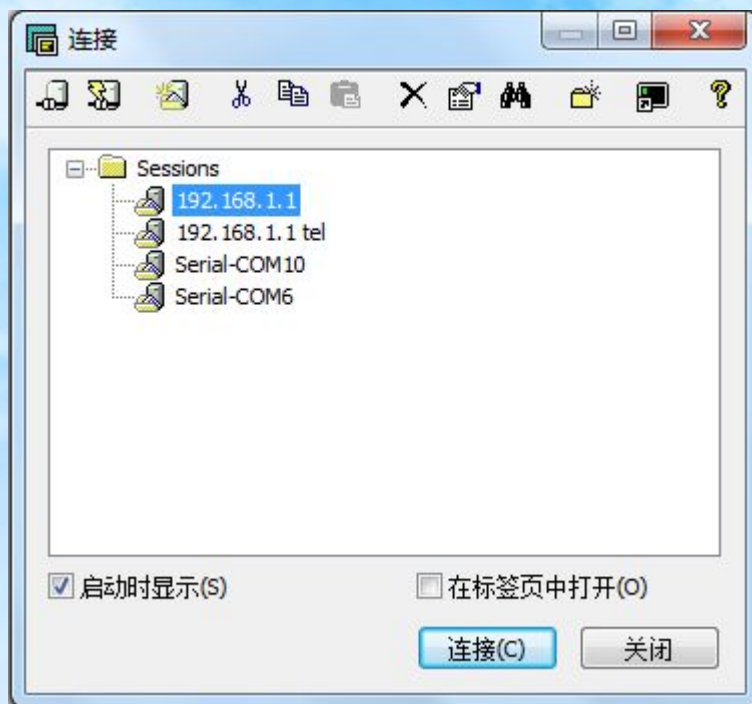 连接
Sessions
192.168.1.1
192.168.1.1 tel
Serial-COM10
Serial-COM6
启动时显示(S)
在标签页中打开(O)
连接(C)
关闭